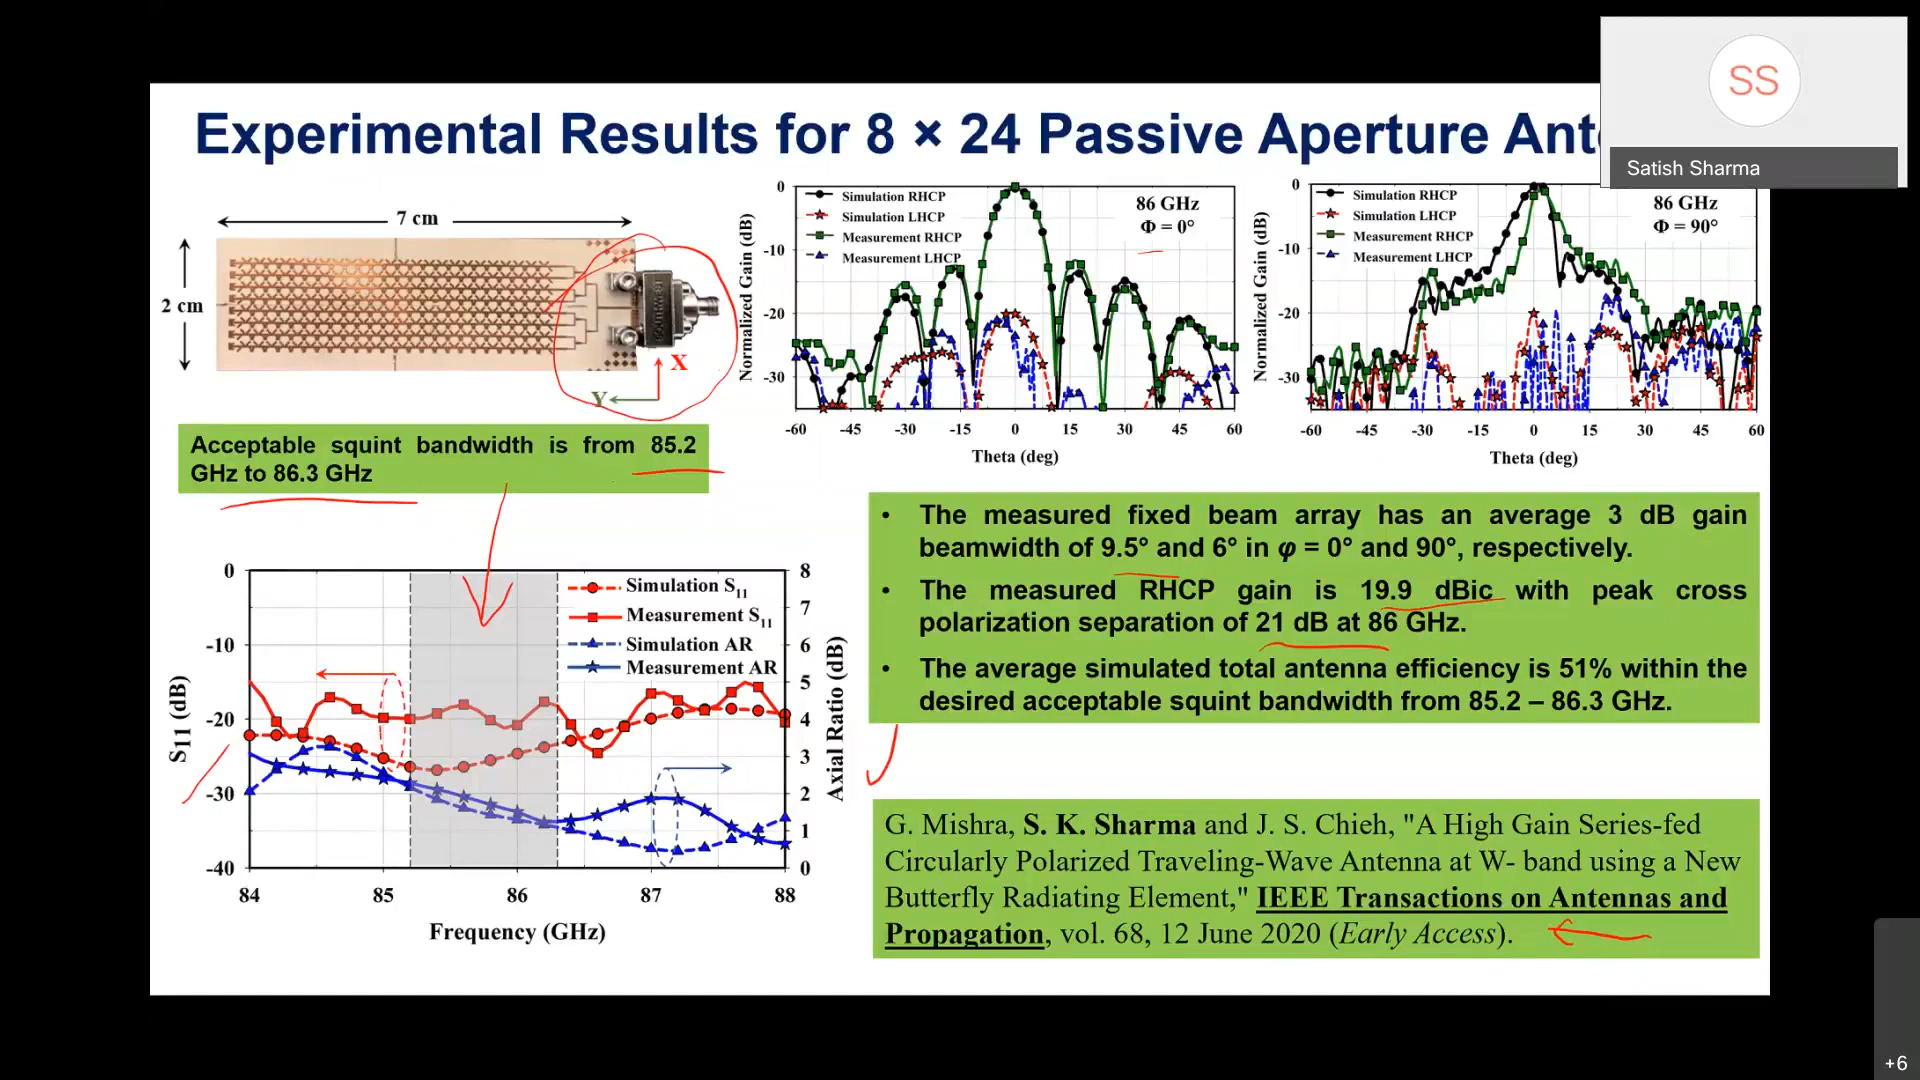 SS
Satish Sharma
Experimental Results for 8 × 24 Passive Aperture
7 cm
2 cm
X
Y
Acceptable squint bandwidth is from 85.2
GHz to 86.3 GHz
0
-10
-20
-30
Normalized Gain (dB)
Simulation RHCP
Simulation LHCP
Measurement RHCP
Measurement LHCP
86 GHz
Φ = 0°
-60 -45 -30 -15 0 15 30 45 60
Theta (deg)
0
-10
-20
-30
Normalized Gain (dB)
Simulation RHCP
Simulation LHCP
Measurement RHCP
Measurement LHCP
86 GHz
Φ = 90°
-60 -45 -30 -15 0 15 30 45 60
Theta (deg)
0
-10
-20
-30
-40
S11 (dB)
Simulation S11
Measurement S11
Simulation AR
Measurement AR
8
7
6
5
4
3
2
1
0
Axial Ratio (dB)
84 85 86 87 88
Frequency (GHz)
• The measured fixed beam array has an average 3 dB gain
beamwidth of 9.5° and 6° in φ = 0° and 90°, respectively.
• The measured RHCP gain is 19.9 dBic with peak cross
polarization separation of 21 dB at 86 GHz.
• The average simulated total antenna efficiency is 51% within the
desired acceptable squint bandwidth from 85.2 – 86.3 GHz.
G. Mishra, S. K. Sharma and J. S. Chieh, "A High Gain Series-fed
Circularly Polarized Traveling-Wave Antenna at W- band using a New
Butterfly Radiating Element," IEEE Transactions on Antennas and
Propagation, vol. 68, 12 June 2020 (Early Access).
+6